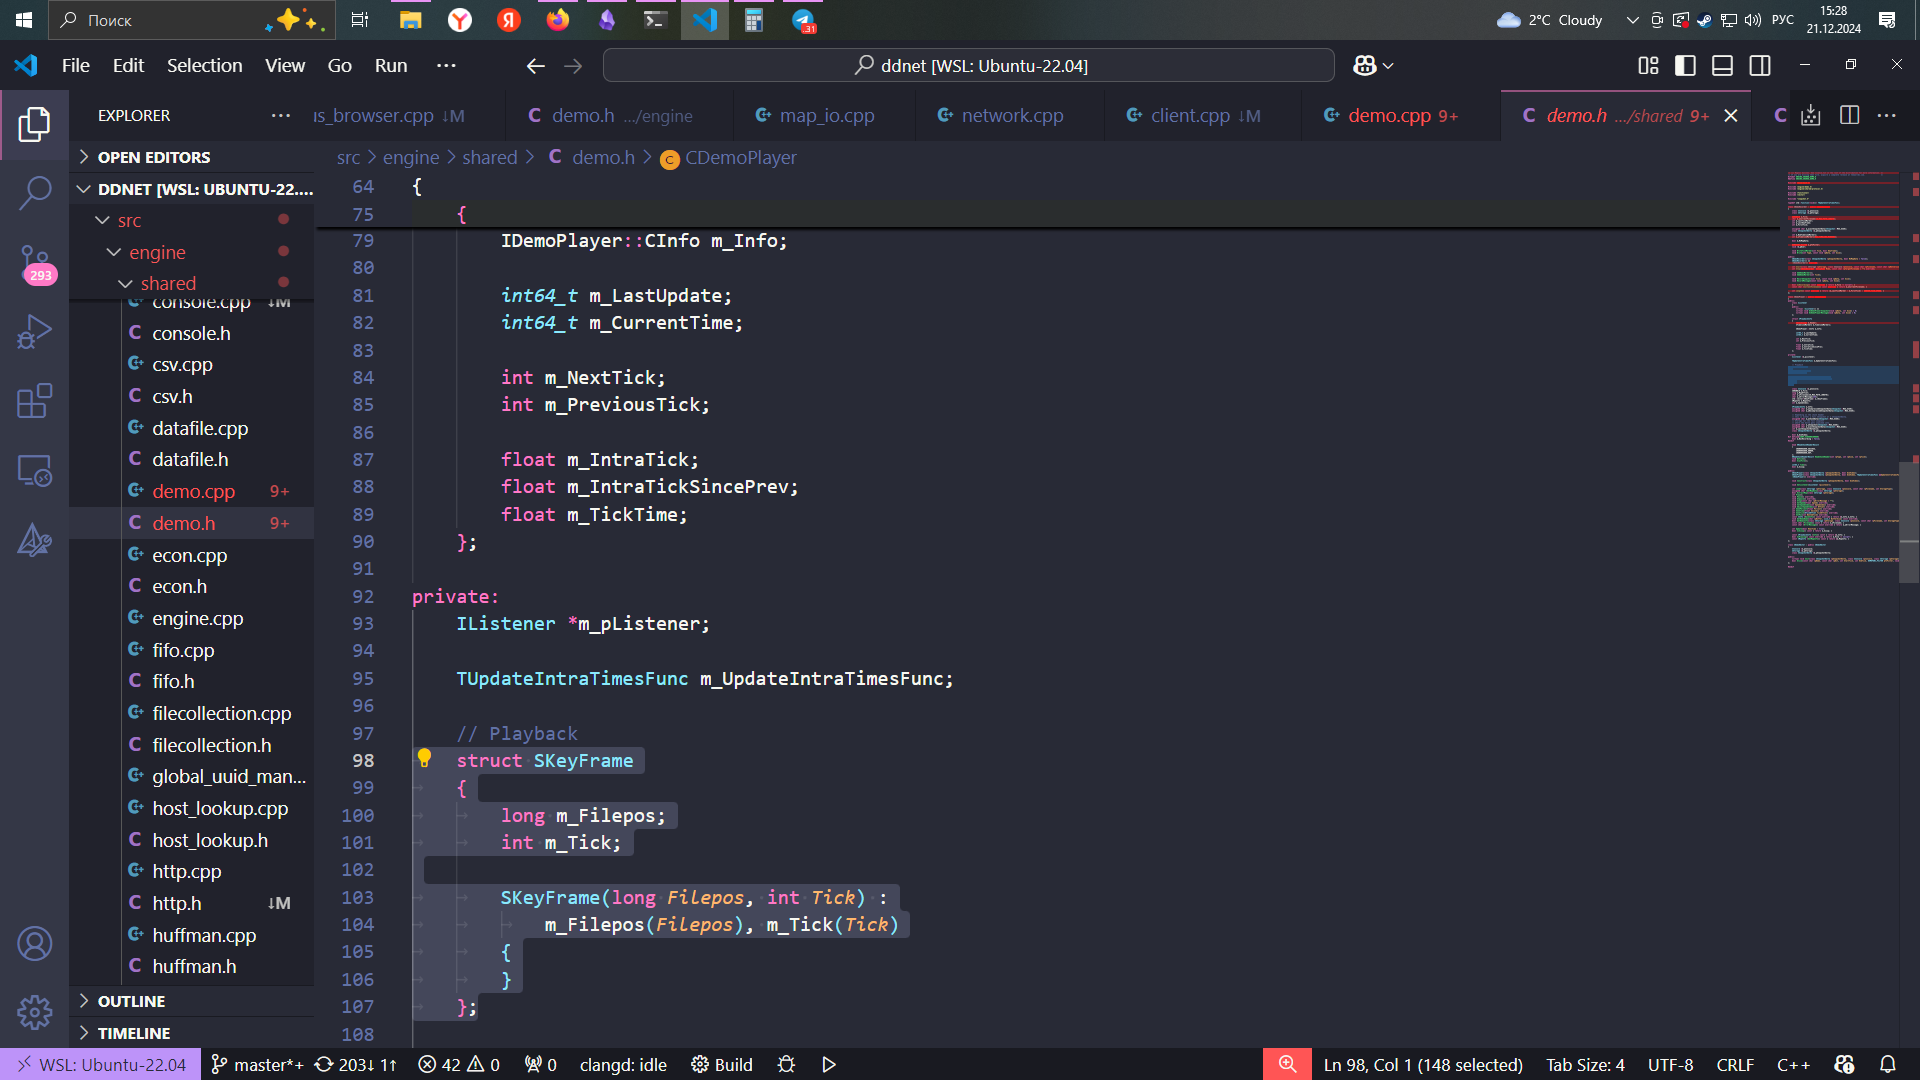 Поиск
31
2°C Cloudy
РУС
15:28
21.12.2024
File Edit Selection View Go Run ···
ddnet [WSL: Ubuntu-22.04]
EXPLORER ···
us_browser.cpp ↓M
demo.h .../engine
map_io.cpp
network.cpp
client.cpp ↓M
demo.cpp 9+
demo.h .../shared 9+
OPEN EDITORS
src > engine > shared > C demo.h > CDemoPlayer
DDNET [WSL: UBUNTU-22....
src
engine
shared
console.cpp ↓M
console.h
csv.cpp
csv.h
datafile.cpp
datafile.h
demo.cpp 9+
demo.h 9+
econ.cpp
econ.h
engine.cpp
fifo.cpp
fifo.h
filecollection.cpp
filecollection.h
global_uuid_man...
host_lookup.cpp
host_lookup.h
http.cpp
http.h ↓M
huffman.cpp
huffman.h
OUTLINE
TIMELINE
293
64 {
75 {
79 IDemoPlayer::CInfo m_Info;
80
81 int64_t m_LastUpdate;
82 int64_t m_CurrentTime;
83
84 int m_NextTick;
85 int m_PreviousTick;
86
87 float m_IntraTick;
88 float m_IntraTickSincePrev;
89 float m_TickTime;
90 };
91
92 private:
93 IListener *m_pListener;
94
95 TUpdateIntraTimesFunc m_UpdateIntraTimesFunc;
96
97 // Playback
98 struct SKeyFrame
99 {
100 long m_Filepos;
101 int m_Tick;
102
103 SKeyFrame(long Filepos, int Tick) :
104 m_Filepos(Filepos), m_Tick(Tick)
105 {
106 }
107 };
108
WSL: Ubuntu-22.04 master*+ 203↓ 1↑ 42 0 0 clangd: idle Build
Ln 98, Col 1 (148 selected) Tab Size: 4 UTF-8 CRLF C++